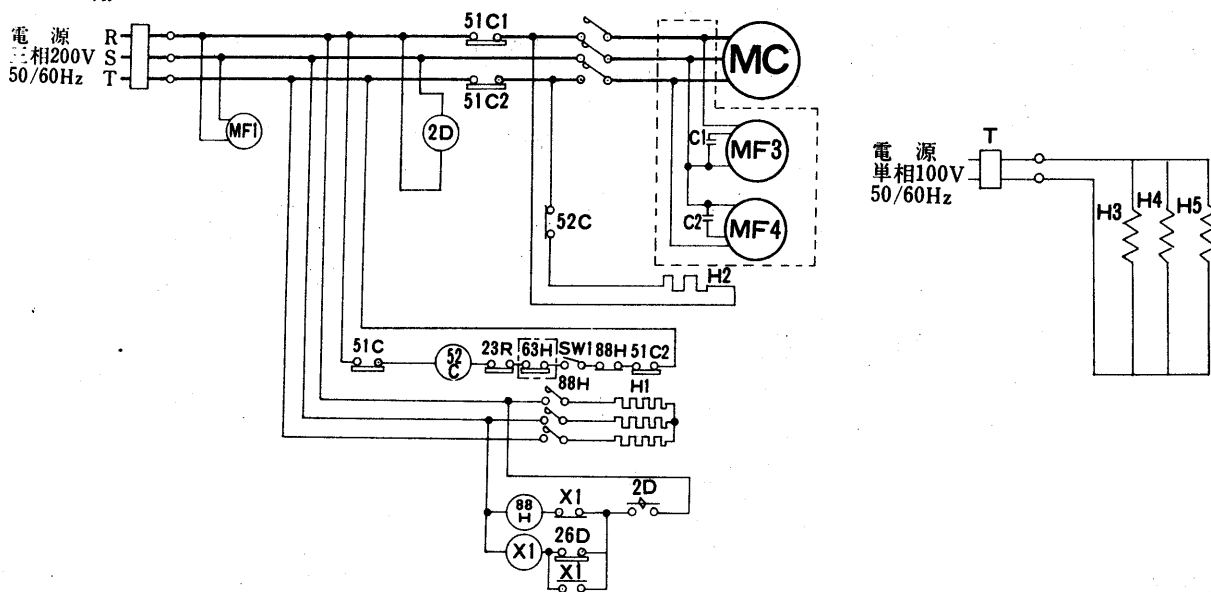 電源 R
三相200V S
50/60Hz T
51C1
51C2
MC
MF1
2D
C1
MF3
C2
MF4
52C
H2
51C
52
C
23R
63H
SW1
88H
51C2
88H
H1
88
H
X1
2D
X1
26D
X1
電源
単相100V
50/60Hz
T
H3
H4
H5